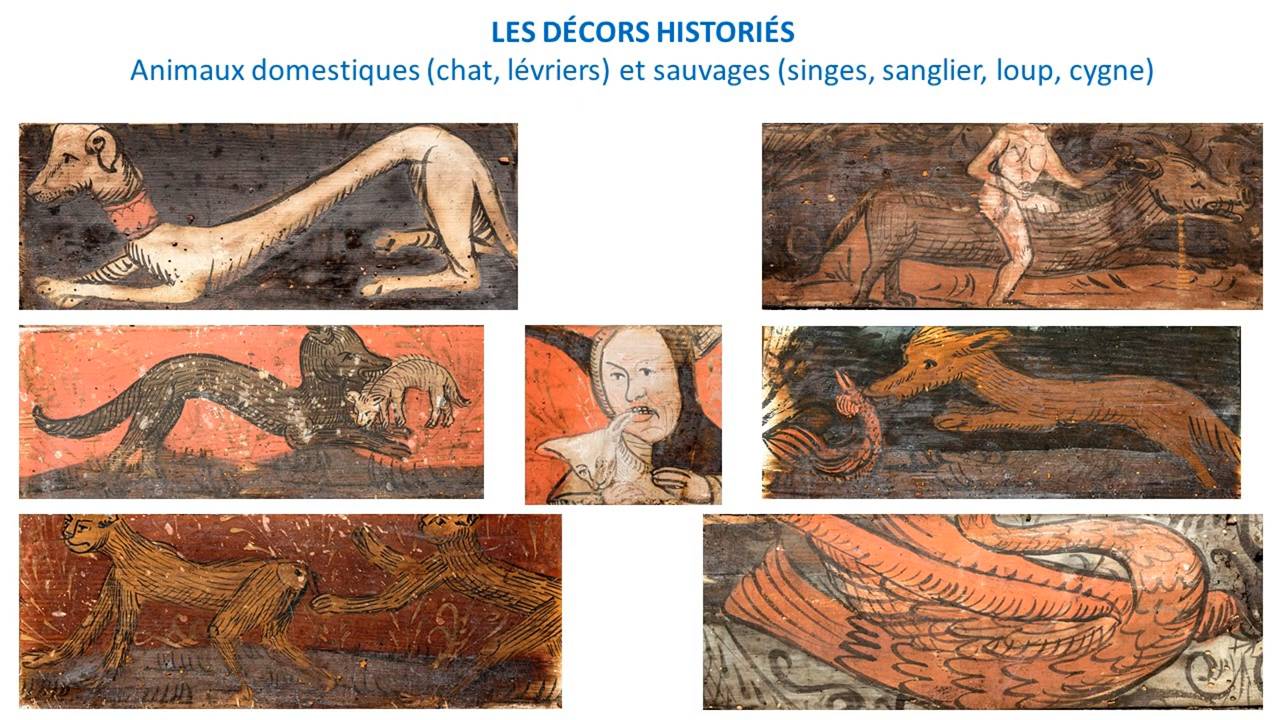 LES DÉCORS HISTORIÉS
Animaux domestiques (chat, lévriers) et sauvages (singes, sanglier, loup, cygne)